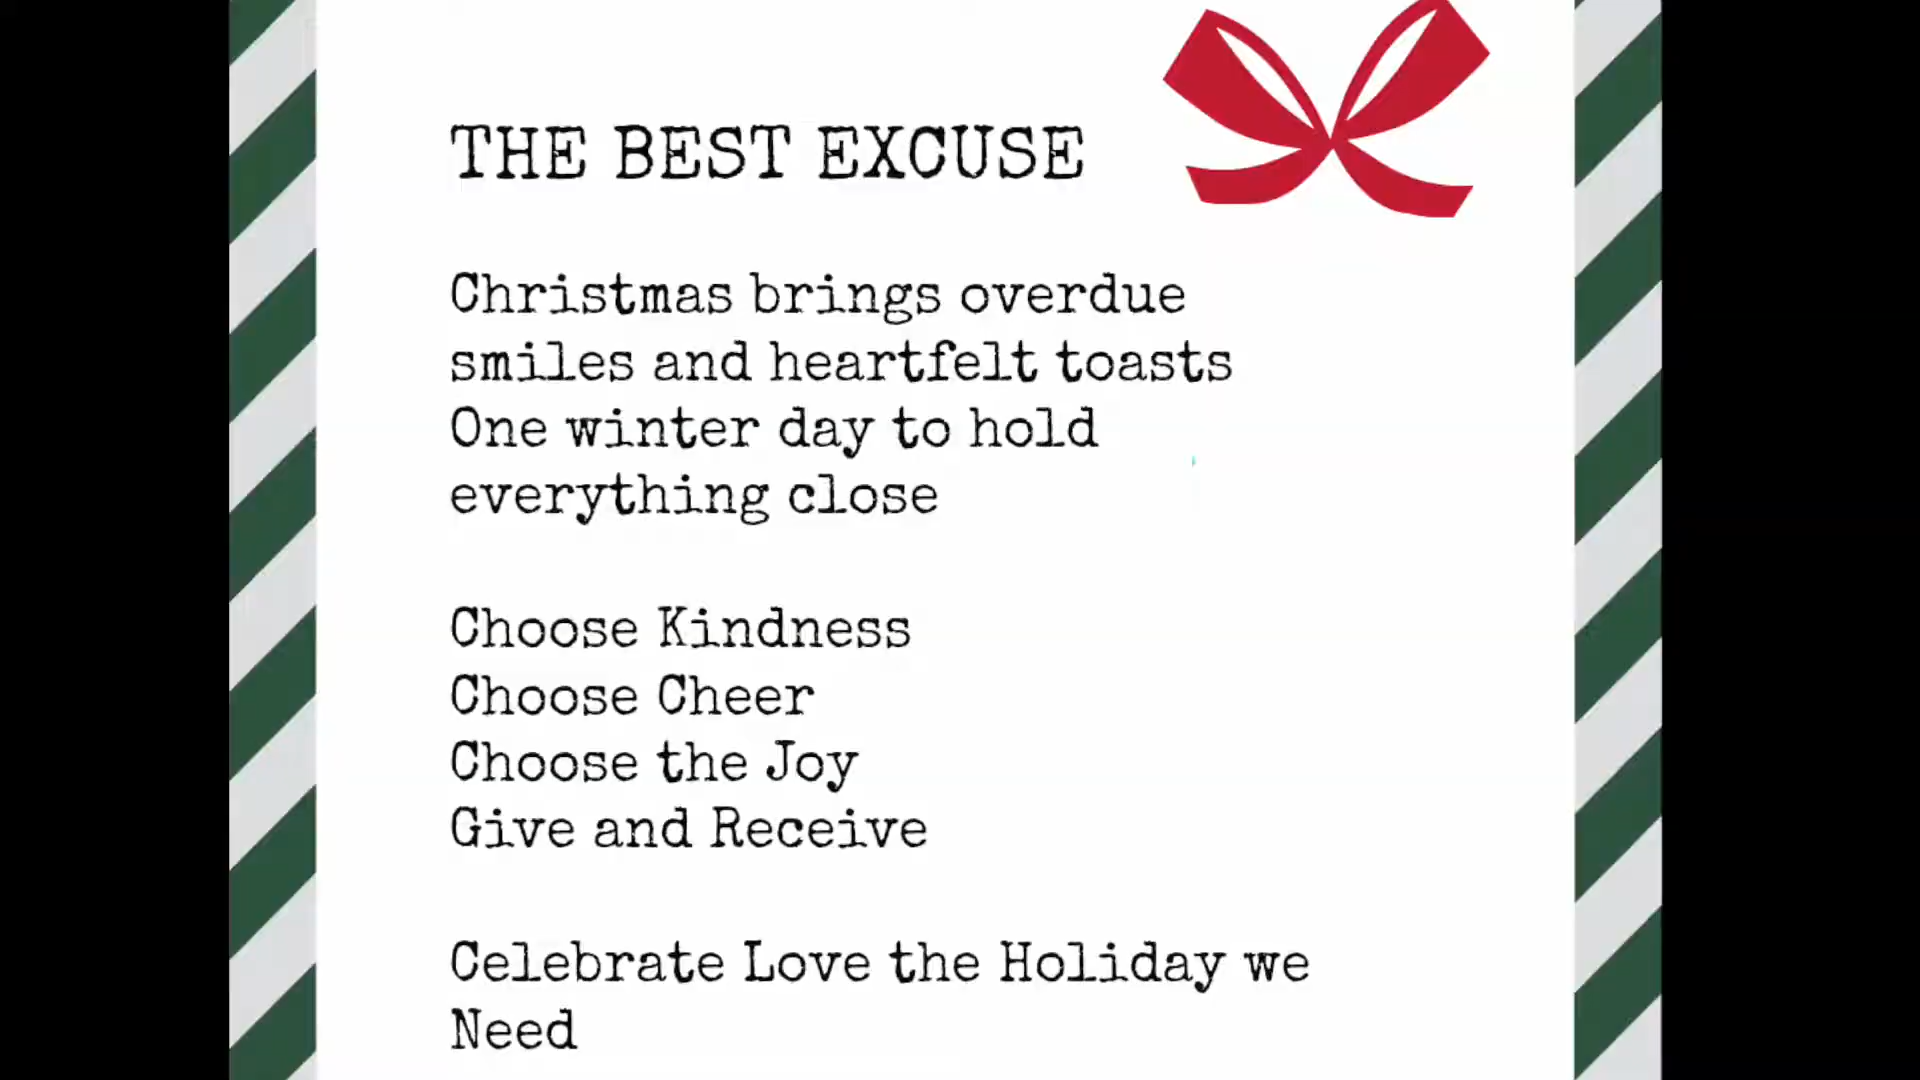 THE BEST EXCUSE
Christmas brings overdue
smiles and heartfelt toasts
One winter day to hold
everything close
Choose Kindness
Choose Cheer
Choose the Joy
Give and Receive
Celebrate Love the Holiday we
Need